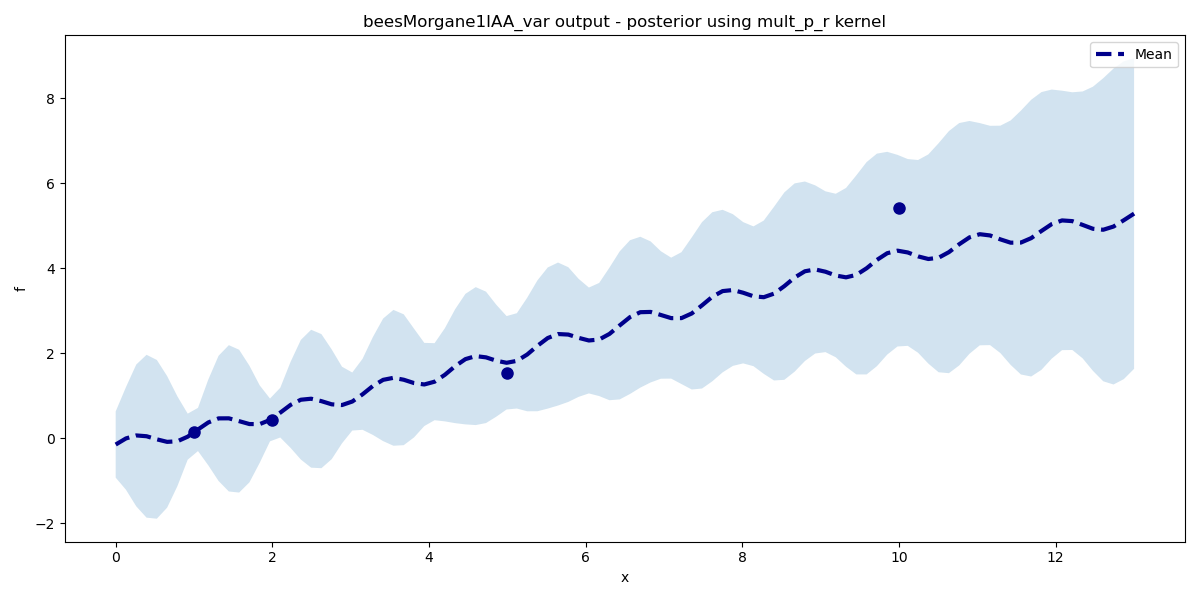 beesMorgane1IAA_var output - posterior using mult_p_r kernel
Mean
f
8
6
4
2
0
−2
0 2 4 6 8 10 12
x